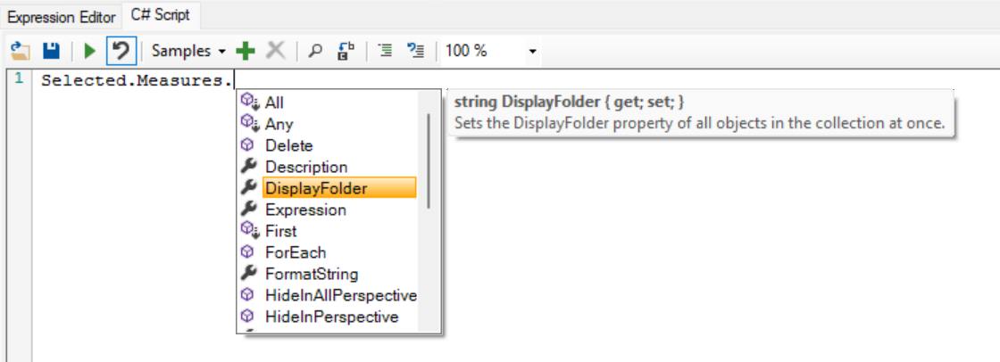 Expression Editor C# Script
Samples 100 %
1 Selected.Measures.
All
Any
Delete
Description
DisplayFolder
Expression
First
ForEach
FormatString
HideInAllPerspective
HideInPerspective
string DisplayFolder { get; set; }
Sets the DisplayFolder property of all objects in the collection at once.